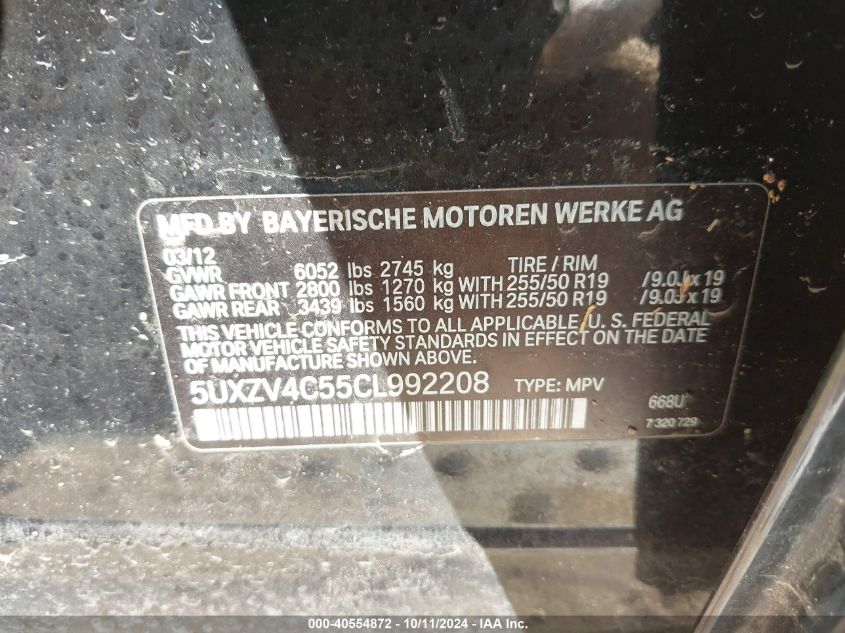 MFD BY BAYERISCHE MOTOREN WERKE AG
03/12
GVWR 6052 lbs 2745 kg TIRE / RIM
GAWR FRONT 2800 lbs 1270 kg WITH 255/50 R19 /9.0J x 19
GAWR REAR 3439 lbs 1560 kg WITH 255/50 R19 /9.0J x 19
THIS VEHICLE CONFORMS TO ALL APPLICABLE U. S. FEDERAL
MOTOR VEHICLE SAFETY STANDARDS IN EFFECT ON THE DATE
OF MANUFACTURE SHOWN ABOVE.
5UXZV4C55CL992208 TYPE: MPV
668U
7 320 729
000-40554872 - 10/11/2024 - IAA Inc.